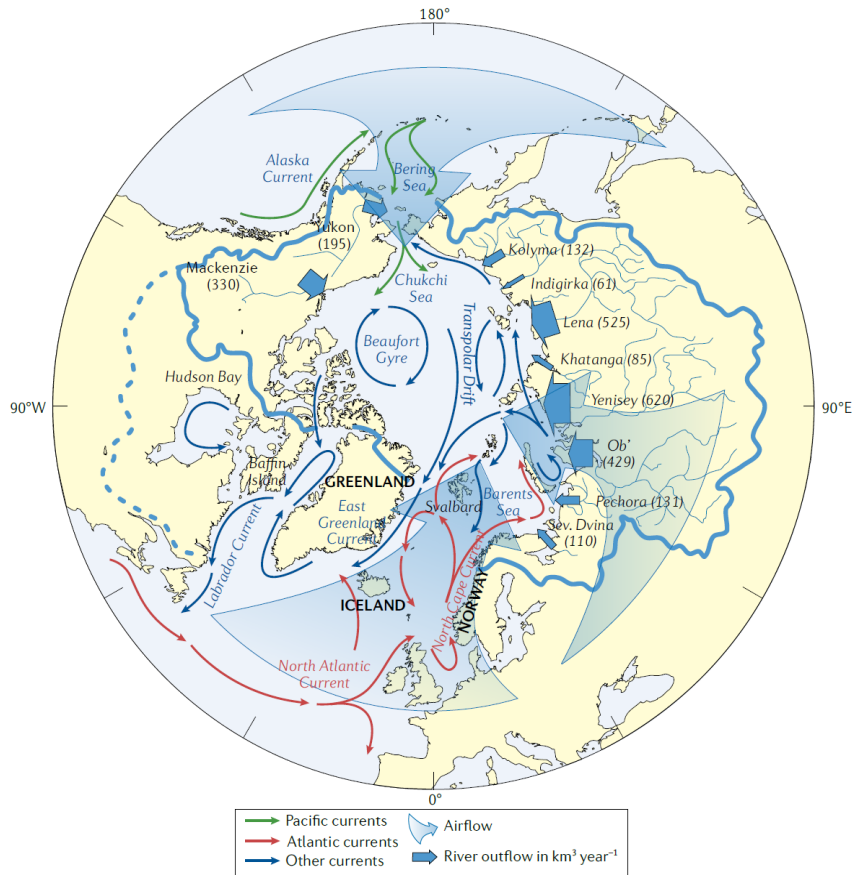 180°
Alaska
Current
Bering
Sea
Yukon
(195)
Kolyma (132)
Mackenzie
(330)
Indigirka (61)
Chukchi
Sea
Lena (525)
Transpolar Drift
Beaufort
Gyre
Khatanga (85)
Hudson Bay
Yenisey (620)
90°W
90°E
Ob’
(429)
Baffin
Island
GREENLAND
Svalbard
Barents
Sea
Pechora (131)
East
Greenland
Current
Sev. Dvina
(110)
Labrador Current
North Cape Current
NORWAY
ICELAND
North Atlantic
Current
0°
Pacific currents
Atlantic currents
Other currents
Airflow
River outflow in km³ year⁻¹